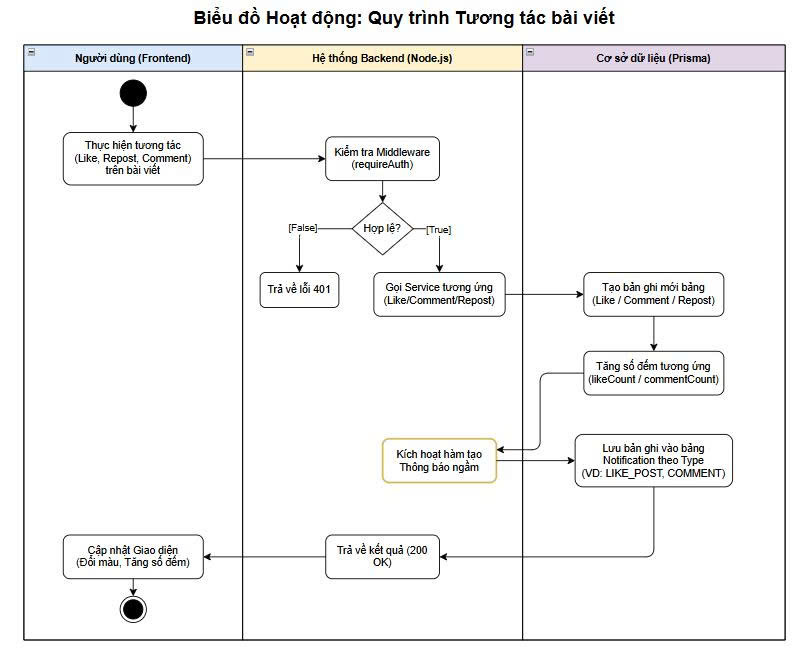 Biểu đồ Hoạt động: Quy trình Tương tác bài viết
Người dùng (Frontend)
Hệ thống Backend (Node.js)
Cơ sở dữ liệu (Prisma)
Thực hiện tương tác
(Like, Repost, Comment)
trên bài viết
Kiểm tra Middleware
(requireAuth)
[False]
Hợp lệ?
[True]
Trả về lỗi 401
Gọi Service tương ứng
(Like/Comment/Repost)
Tạo bản ghi mới bảng
(Like / Comment / Repost)
Tăng số đếm tương ứng
(likeCount / commentCount)
Kích hoạt hàm tạo
Thông báo ngầm
Lưu bản ghi vào bảng
Notification theo Type
(VD: LIKE_POST, COMMENT)
Cập nhật Giao diện
(Đổi màu, Tăng số đếm)
Trả về kết quả (200
OK)